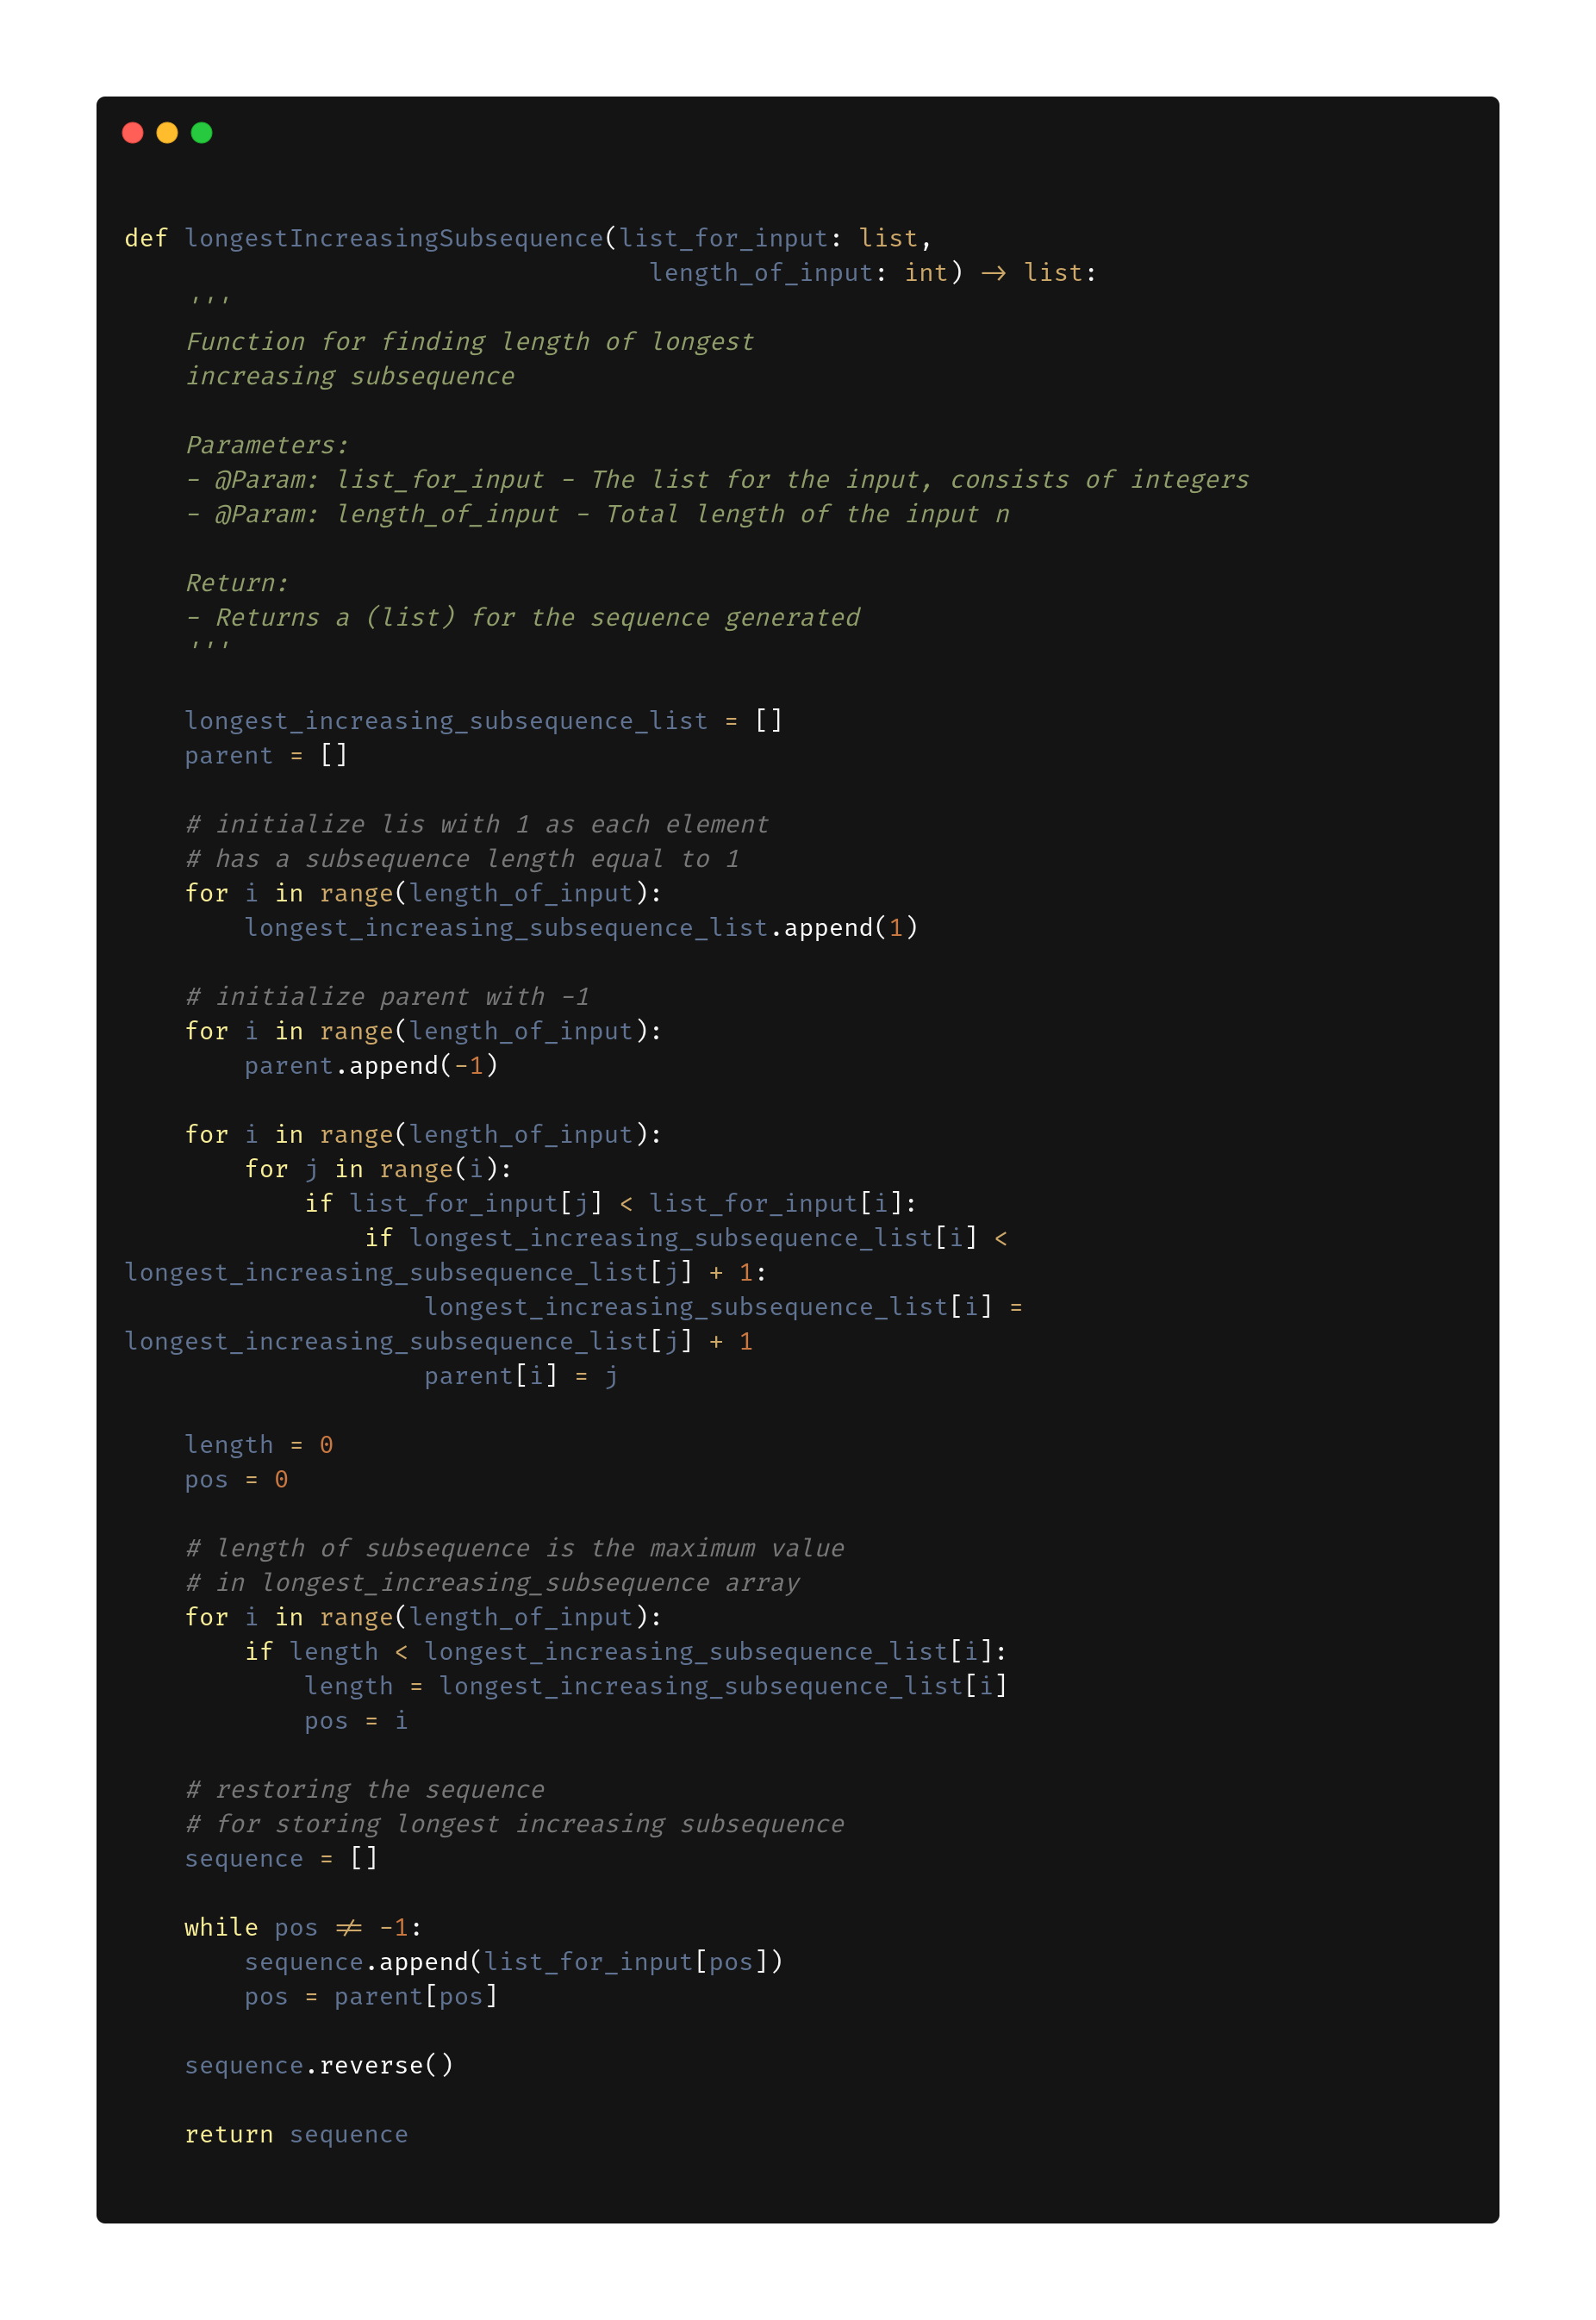 def longestIncreasingSubsequence(list_for_input: list,
                                   length_of_input: int) -> list:
    '''
    Function for finding length of longest
    increasing subsequence

    Parameters:
    - @Param: list_for_input - The list for the input, consists of integers
    - @Param: length_of_input - Total length of the input n

    Return:
    - Returns a (list) for the sequence generated
    '''

    longest_increasing_subsequence_list = []
    parent = []

    # initialize lis with 1 as each element
    # has a subsequence length equal to 1
    for i in range(length_of_input):
        longest_increasing_subsequence_list.append(1)

    # initialize parent with -1
    for i in range(length_of_input):
        parent.append(-1)

    for i in range(length_of_input):
        for j in range(i):
            if list_for_input[j] < list_for_input[i]:
                if longest_increasing_subsequence_list[i] <
longest_increasing_subsequence_list[j] + 1:
                    longest_increasing_subsequence_list[i] =
longest_increasing_subsequence_list[j] + 1
                    parent[i] = j

    length = 0
    pos = 0

    # length of subsequence is the maximum value
    # in longest_increasing_subsequence array
    for i in range(length_of_input):
        if length < longest_increasing_subsequence_list[i]:
            length = longest_increasing_subsequence_list[i]
            pos = i

    # restoring the sequence
    # for storing longest increasing subsequence
    sequence = []

    while pos != -1:
        sequence.append(list_for_input[pos])
        pos = parent[pos]

    sequence.reverse()

    return sequence